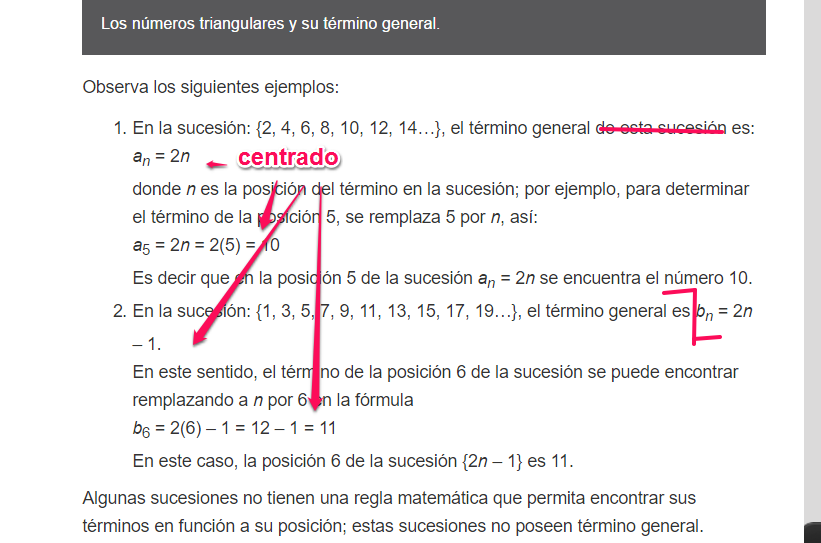 Los números triangulares y su término general.
Observa los siguientes ejemplos:
1. En la sucesión: {2, 4, 6, 8, 10, 12, 14…}, el término general de esta sucesión es:
aₙ = 2n
centrado
donde n es la posición del término en la sucesión; por ejemplo, para determinar
el término de la posición 5, se remplaza 5 por n, así:
a₅ = 2n = 2(5) = 10
Es decir que en la posición 5 de la sucesión aₙ = 2n se encuentra el número 10.
2. En la sucesión: {1, 3, 5, 7, 9, 11, 13, 15, 17, 19…}, el término general es bₙ = 2n
– 1.
En este sentido, el término de la posición 6 de la sucesión se puede encontrar
remplazando a n por 6 en la fórmula
b₆ = 2(6) – 1 = 12 – 1 = 11
En este caso, la posición 6 de la sucesión {2n – 1} es 11.
Algunas sucesiones no tienen una regla matemática que permita encontrar sus
términos en función a su posición; estas sucesiones no poseen término general.